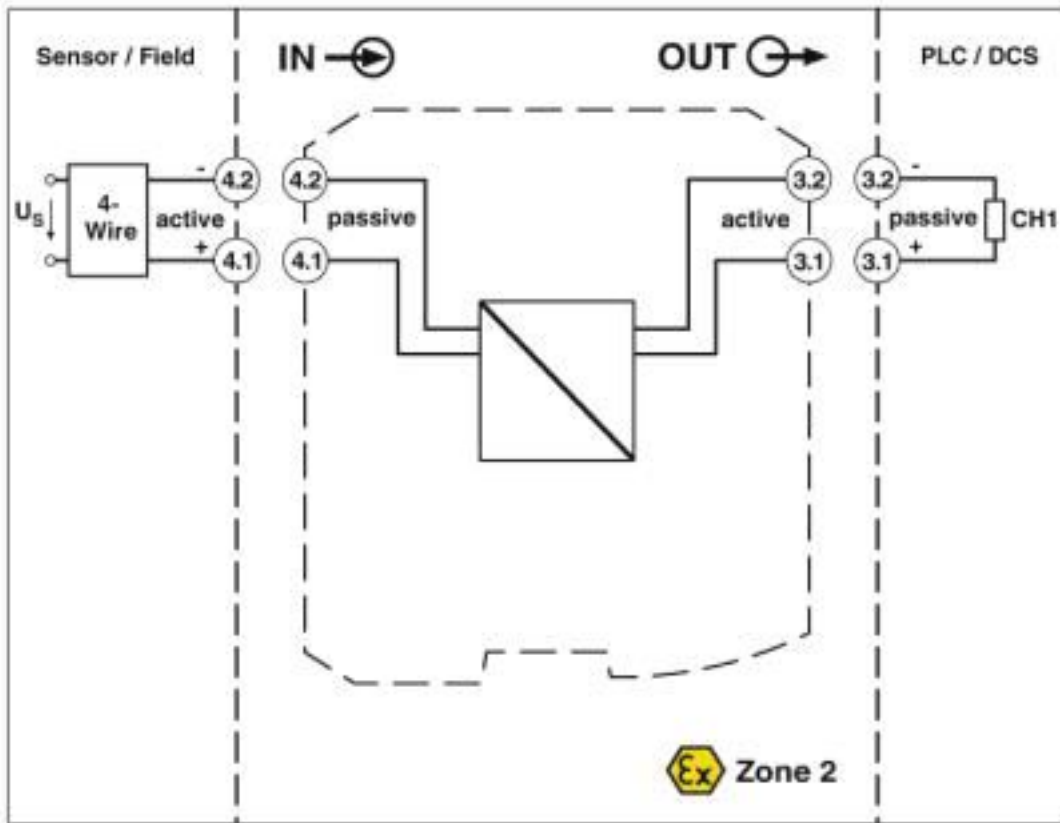 Sensor / Field
IN
OUT
PLC / DCS
4.2
4.2
3.2
3.2
-
-
US
4-
Wire
active
passive
active
passive
CH1
+
+
4.1
4.1
3.1
3.1
Ex Zone 2